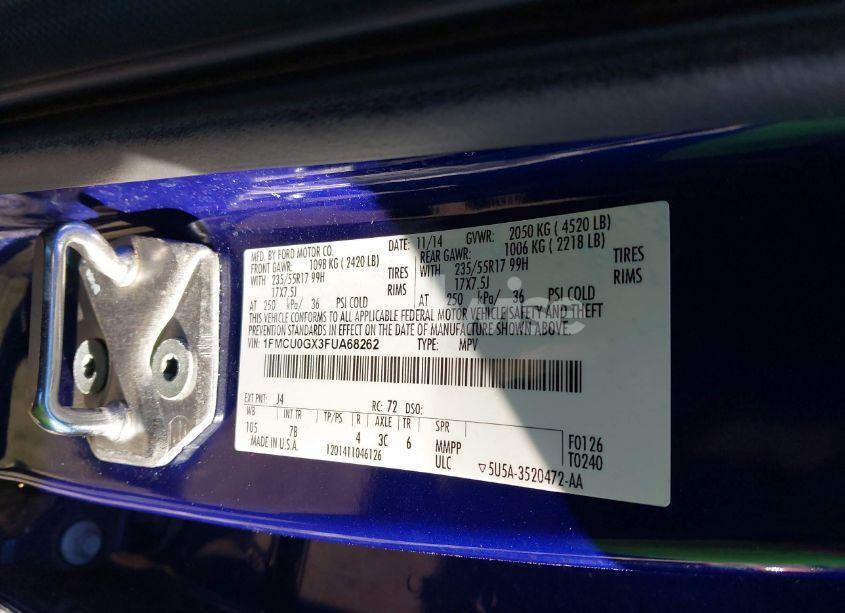 MFD. BY FORD MOTOR CO.
DATE: 11/14 GVWR: 2050 KG ( 4520 LB)
FRONT GAWR: 1098 KG ( 2420 LB)
REAR GAWR: 1006 KG ( 2218 LB)
WITH 235/55R17 99H TIRES
WITH 235/55R17 99H TIRES
17X7.5J RIMS
17X7.5J RIMS
AT 250 kPa/ 36 PSI COLD
AT 250 kPa/ 36 PSI COLD
THIS VEHICLE CONFORMS TO ALL APPLICABLE FEDERAL MOTOR VEHICLE SAFETY AND THEFT
PREVENTION STANDARDS IN EFFECT ON THE DATE OF MANUFACTURE SHOWN ABOVE.
VIN: 1FMCU0GX3FUA68262 TYPE: MPV
EXT PNT: J4 RC: 72 DSO:
WB INT TR TP/PS R AXLE TR SPR
105 7B 4 3C 6 MMPP F0126
MADE IN U.S.A. 1201411046126 ULC ▽5U5A-3520472-AA T0240